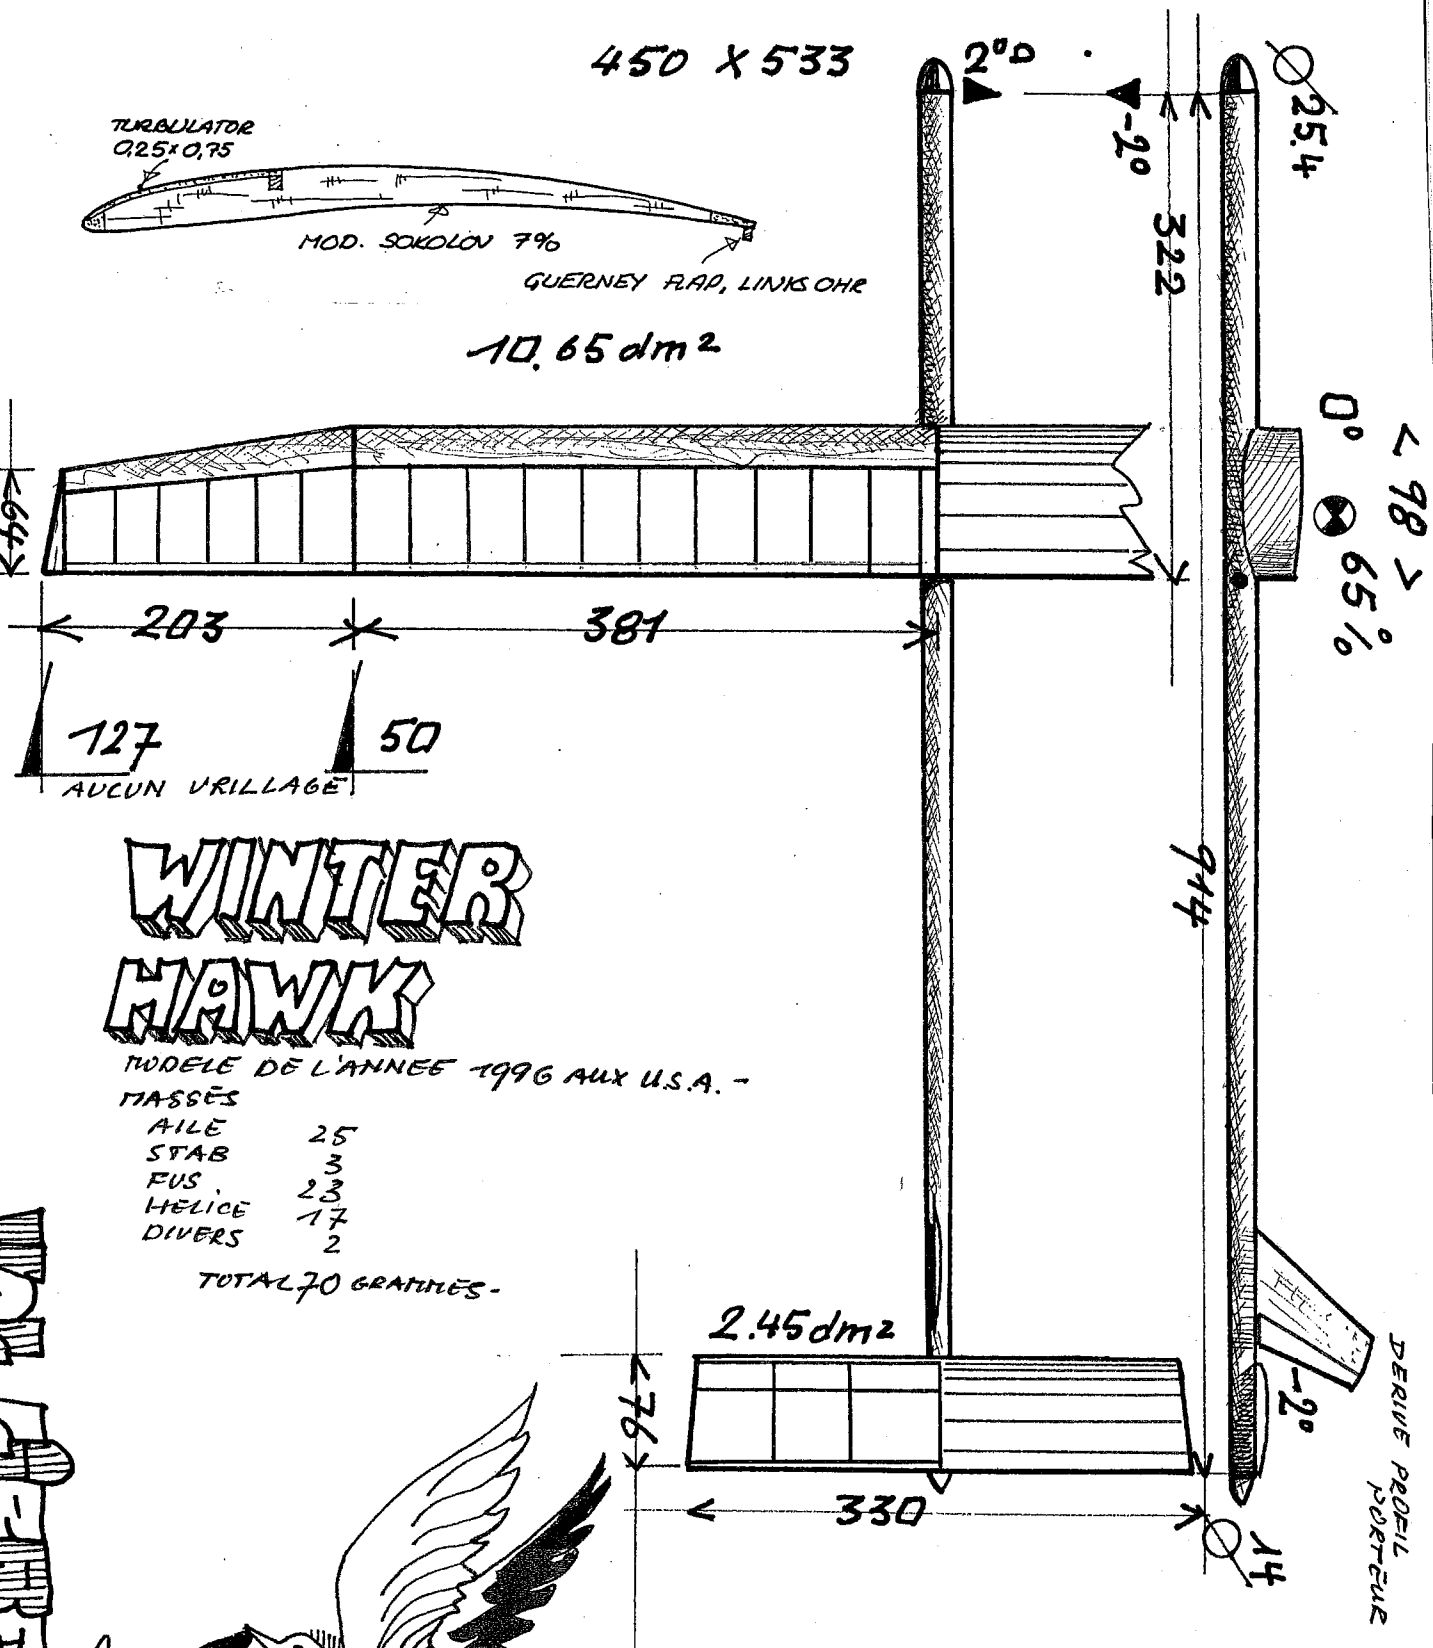 450 X 533
2°D
-2°
Ø25.4
TURBULATOR
0,25×0,75
MOD. SOKOLOV 7%
GUERNEY FLAP, LINKS OHR
322
10.65 dm²
0°
< 98 >
65%
<64>
203
381
127
50
AUCUN VRILLAGE
914
WINTER
HAWK
MODELE DE L'ANNEE 1996 AUX U.S.A. -
MASSES
AILE 25
STAB 3
FUS. 23
HELICE 17
DIVERS 2
TOTAL 70 GRAMMES-
2.45dm2
76
-2°
DERIVE PROFIL
PORTEUR
330
Ø 14